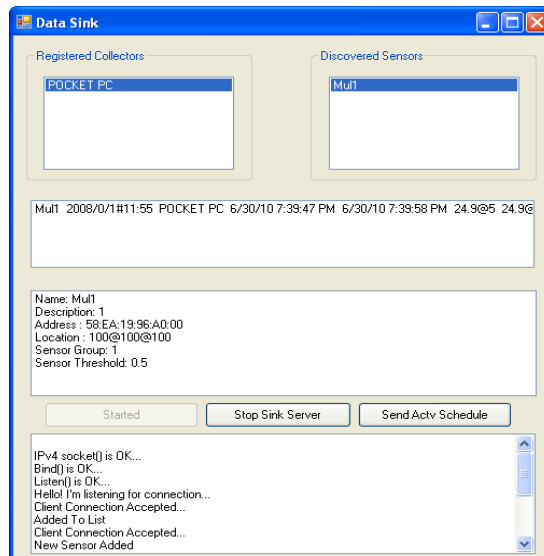 Data Sink
Registered Collectors
Discovered Sensors
POCKET PC
Mul1
Mul1 2008/0/1#11:55 POCKET PC 6/30/10 7:39:47 PM 6/30/10 7:39:58 PM 24.9@5 24.9@
Name: Mul1
Description: 1
Address : 58:EA:19:96:A0:00
Location : 100@100@100
Sensor Group: 1
Sensor Threshold: 0.5
Started
Stop Sink Server
Send Actv Schedule
IPv4 socket() is OK...
Bind() is OK...
Listen() is OK...
Hello! I'm listening for connection...
Client Connection Accepted...
Added To List
Client Connection Accepted...
New Sensor Added